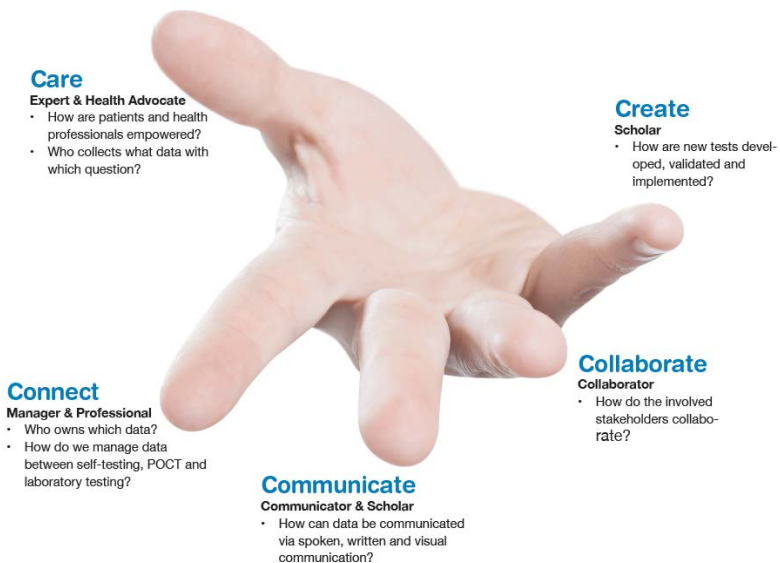 Care
Expert & Health Advocate
• How are patients and health
professionals empowered?
• Who collects what data with
which question?
Create
Scholar
• How are new tests devel-
oped, validated and
implemented?
Connect
Manager & Professional
• Who owns which data?
• How do we manage data
between self-testing, POCT and
laboratory testing?
Communicate
Communicator & Scholar
• How can data be communicated
via spoken, written and visual
communication?
Collaborate
Collaborator
• How do the involved
stakeholders collabo-
rate?